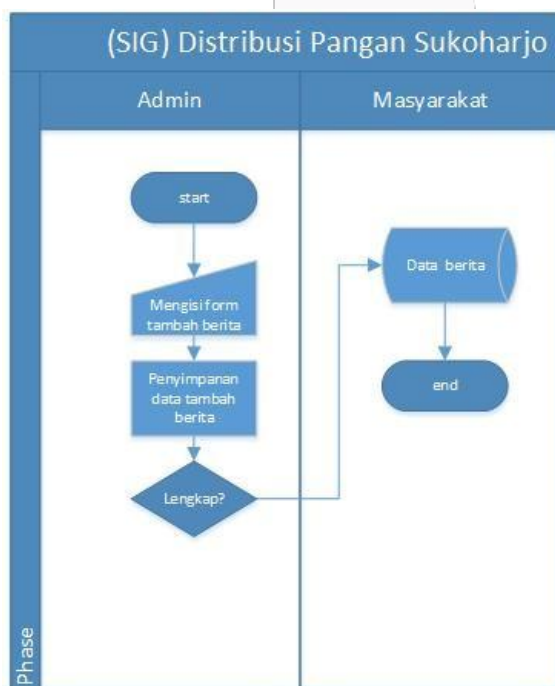 (SIG) Distribusi Pangan Sukoharjo
Admin
Masyarakat
start
Mengisi form
tambah berita
Penyimpanan
data tambah
berita
Lengkap?
Data berita
end
Phase